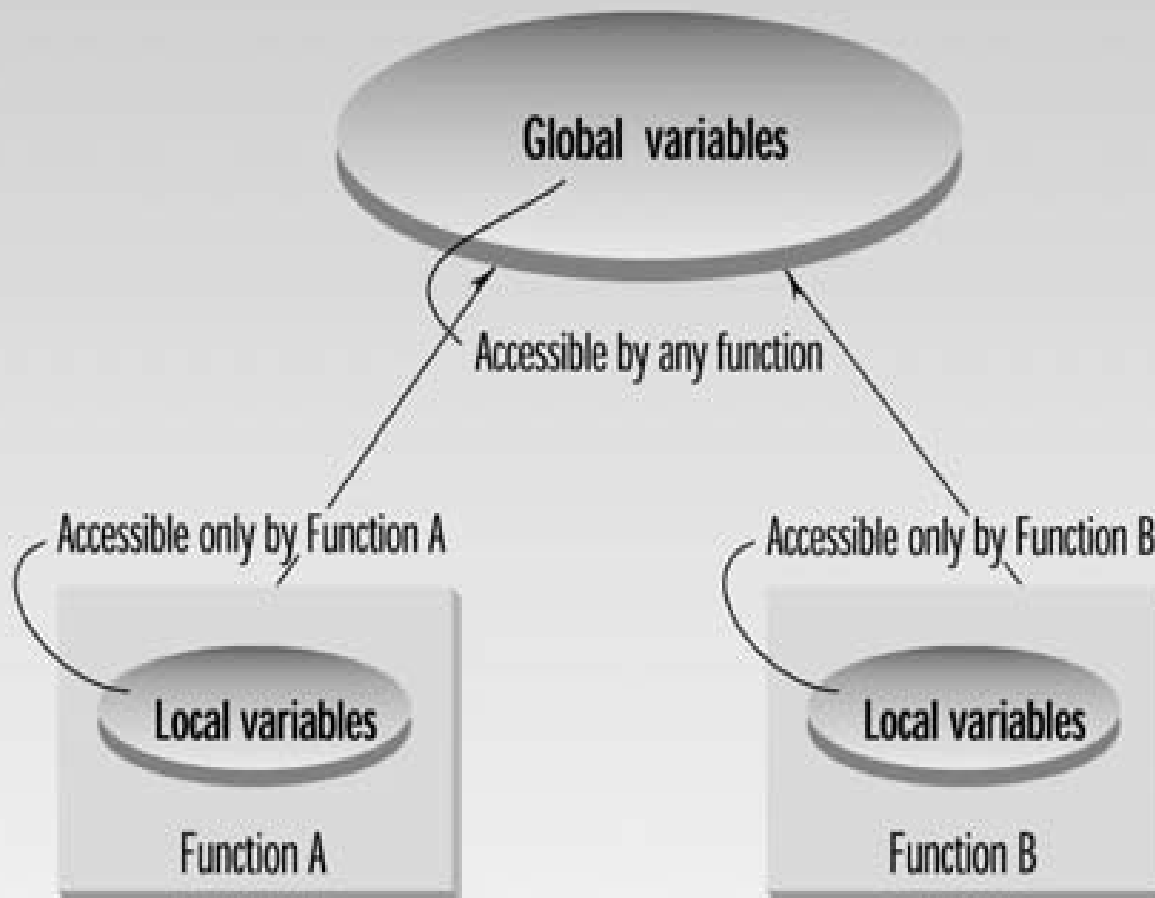 Global variables
Accessible by any function
Accessible only by Function A
Accessible only by Function B
Local variables
Local variables
Function A
Function B